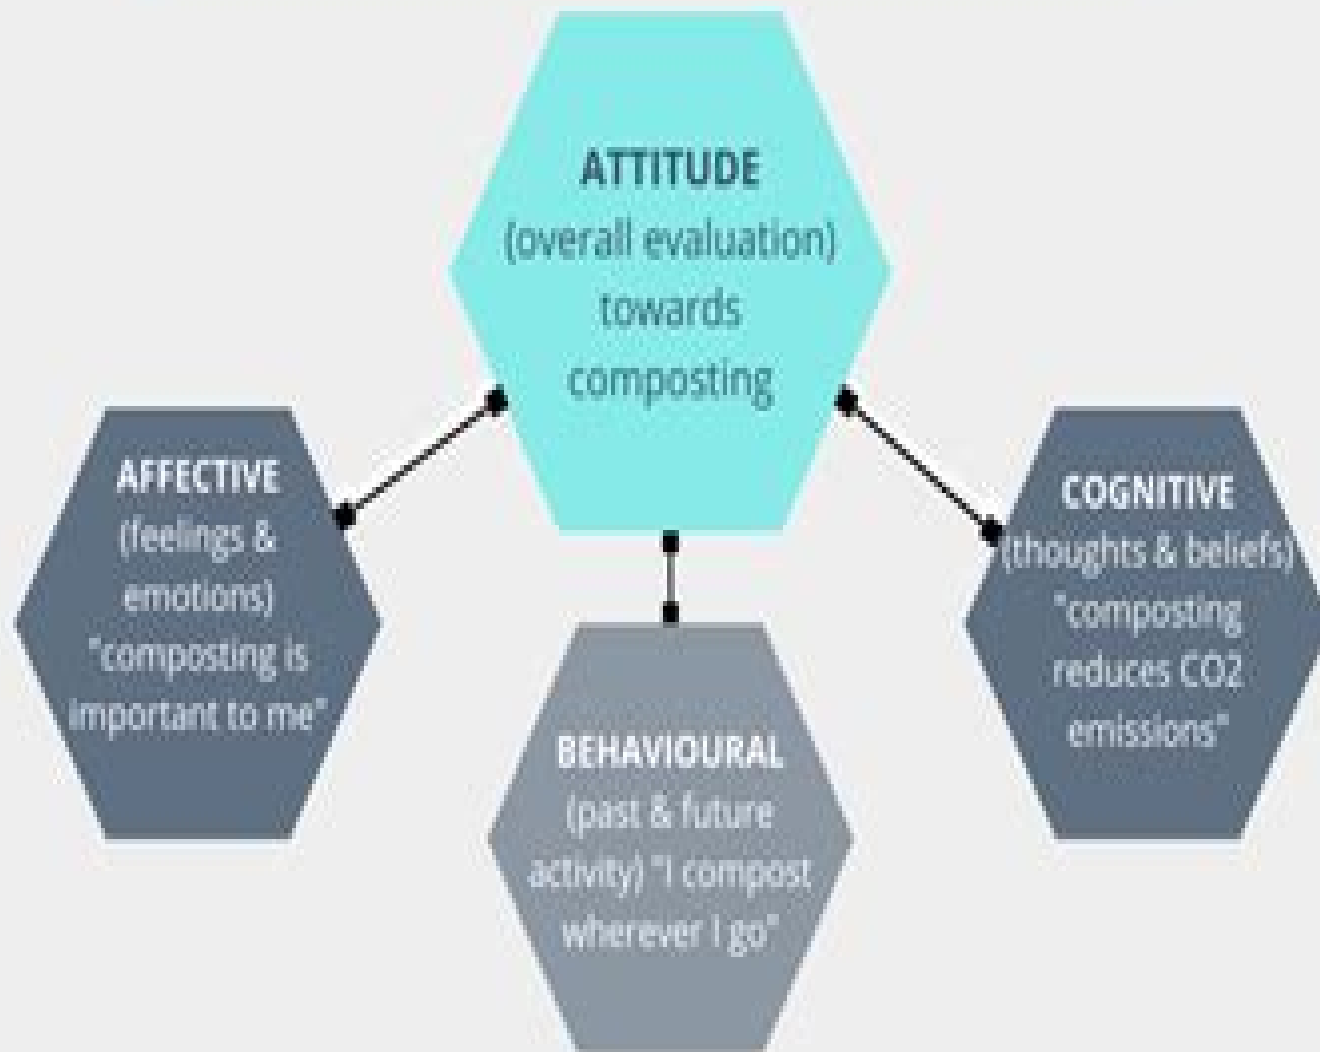 ATTITUDE
(overall evaluation)
towards
composting
AFFECTIVE
(feelings &
emotions)
"composting is
important to me"
BEHAVIOURAL
(past & future
activity) "I compost
wherever I go"
COGNITIVE
(thoughts & beliefs)
"composting
reduces CO2
emissions"